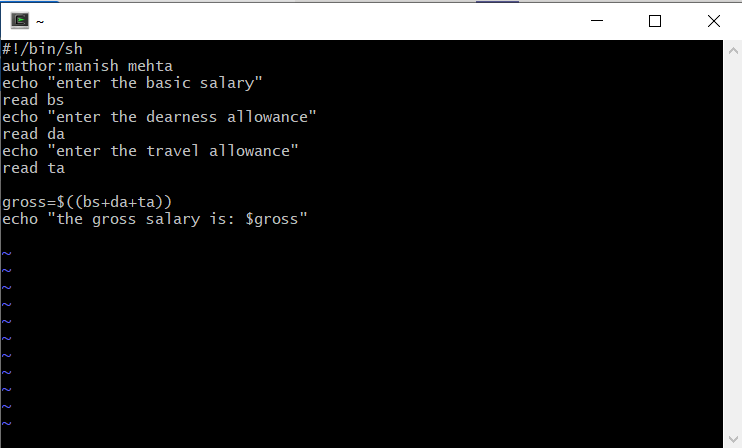 ~
#!/bin/sh
author:manish mehta
echo "enter the basic salary"
read bs
echo "enter the dearness allowance"
read da
echo "enter the travel allowance"
read ta

gross=$((bs+da+ta))
echo "the gross salary is: $gross"

~
~
~
~
~
~
~
~
~
~
~